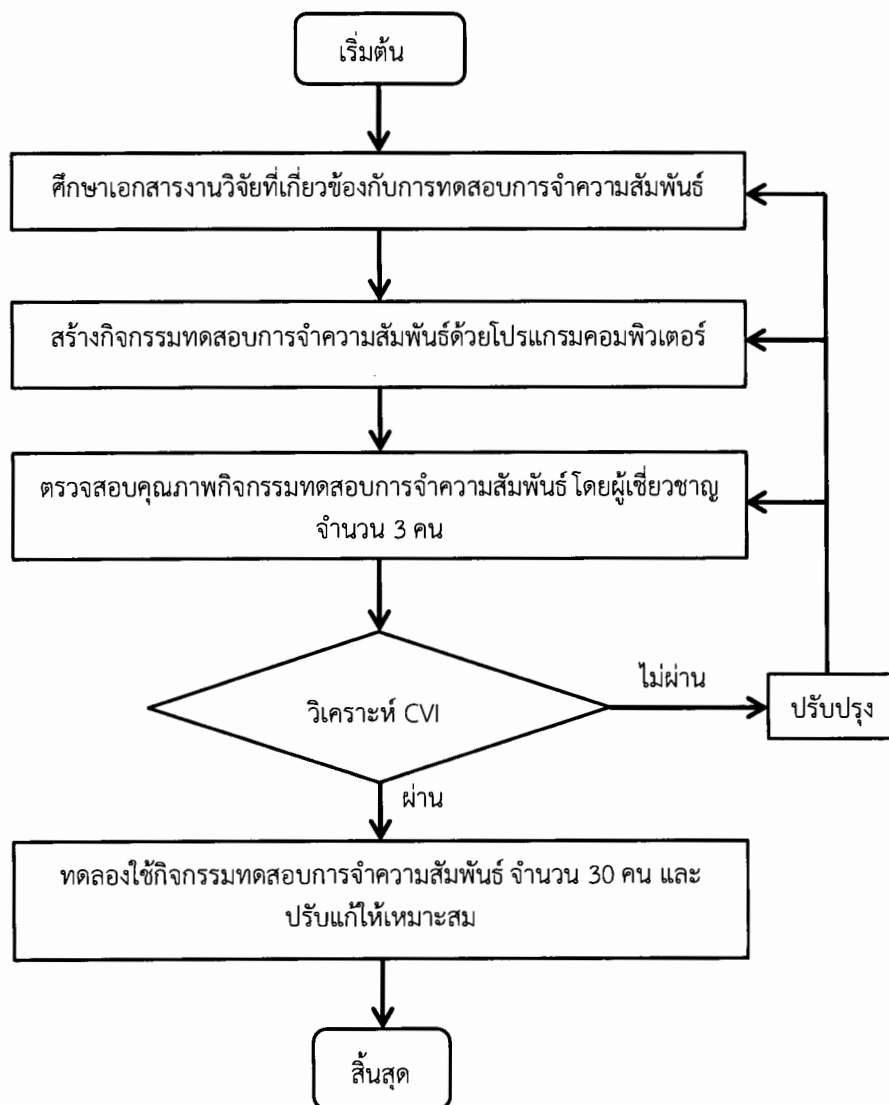 เริ่มต้น
ศึกษาเอกสารงานวิจัยที่เกี่ยวข้องกับการทดสอบการจำความสัมพันธ์
สร้างกิจกรรมทดสอบการจำความสัมพันธ์ด้วยโปรแกรมคอมพิวเตอร์
ตรวจสอบคุณภาพกิจกรรมทดสอบการจำความสัมพันธ์ โดยผู้เชี่ยวชาญ
จำนวน 3 คน
วิเคราะห์ CVI
ไม่ผ่าน
ปรับปรุง
ผ่าน
ทดลองใช้กิจกรรมทดสอบการจำความสัมพันธ์ จำนวน 30 คน และ
ปรับแก้ให้เหมาะสม
สิ้นสุด